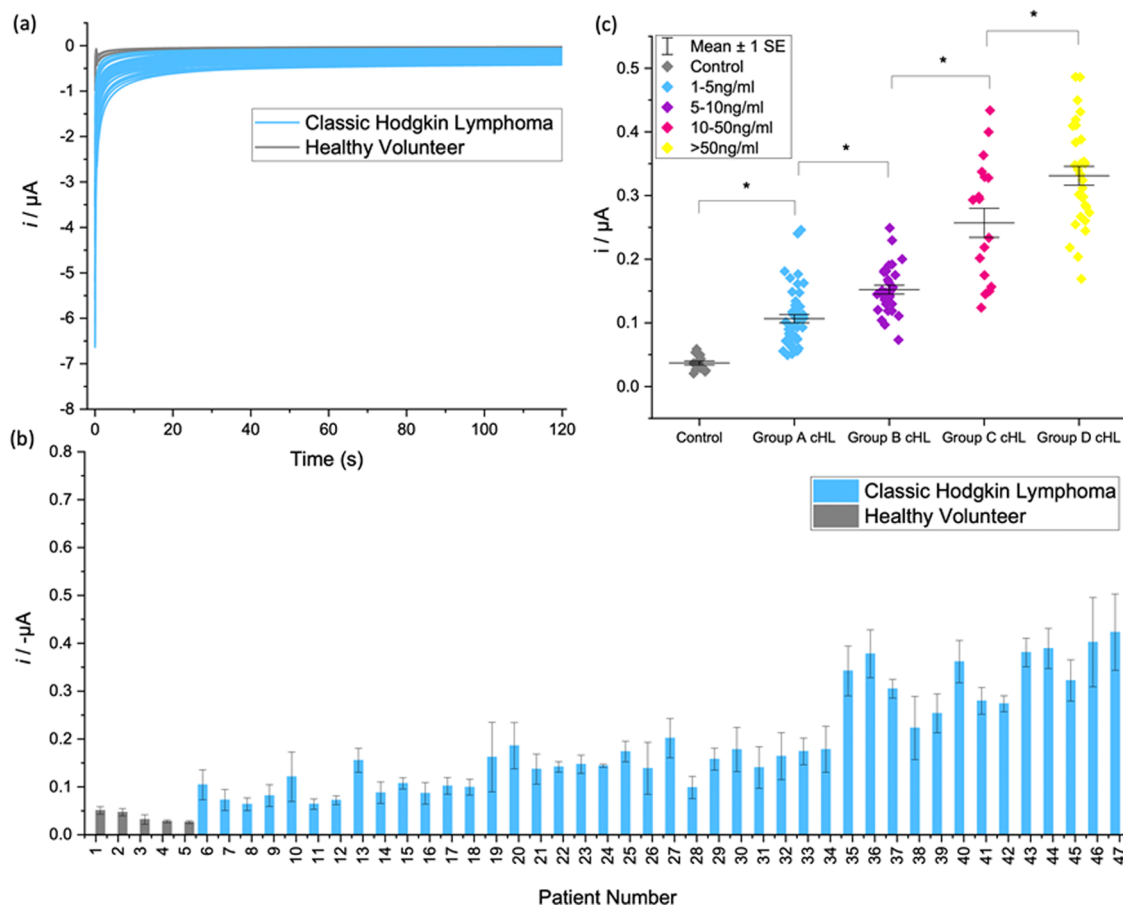 (a)
0
-1
-2
-3
-4
-5
-6
-7
-8
i / µA
Classic Hodgkin Lymphoma
Healthy Volunteer
0 20 40 60 80 100 120
Time (s)
(c)
Mean ± 1 SE
Control
1-5ng/ml
5-10ng/ml
10-50ng/ml
>50ng/ml
* * * *
0.5
0.4
0.3
0.2
0.1
0.0
i / µA
Control Group A cHL Group B cHL Group C cHL Group D cHL
(b)
0.8
0.7
0.6
0.5
0.4
0.3
0.2
0.1
0.0
i / -µA
Classic Hodgkin Lymphoma
Healthy Volunteer
1 2 3 4 5 6 7 8 9 10 11 12 13 14 15 16 17 18 19 20 21 22 23 24 25 26 27 28 29 30 31 32 33 34 35 36 37 38 39 40 41 42 43 44 45 46 47
Patient Number